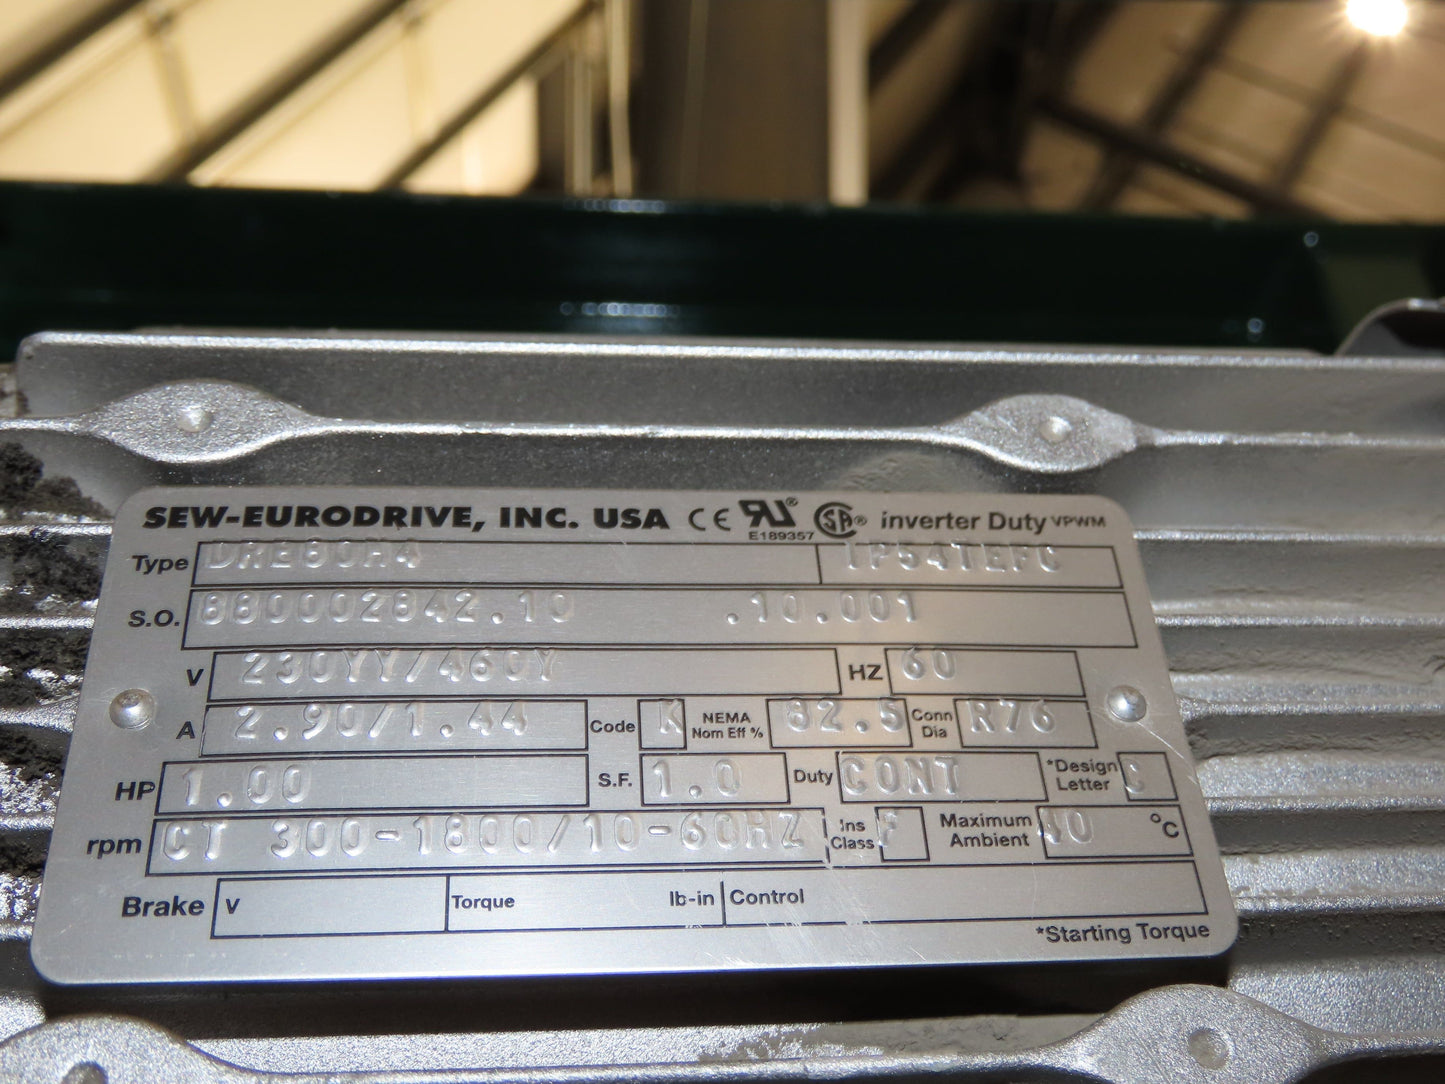 SEW-EURODRIVE, INC. USA CE RU® E189357 SA® inverter Duty VPWM
Type DRE80M4 IP54TEFC
S.O. 880002842.10 .10.001
V 230YY/460Y HZ 60
A 2.90/1.44 Code K NEMA Nom Eff % 82.5 Conn Dia R76
HP 1.00 S.F. 1.0 Duty CONT *Design Letter C
rpm CT 300-1800/10-60HZ Ins Class F Maximum Ambient 40 °C
Brake V Torque lb-in Control
*Starting Torque